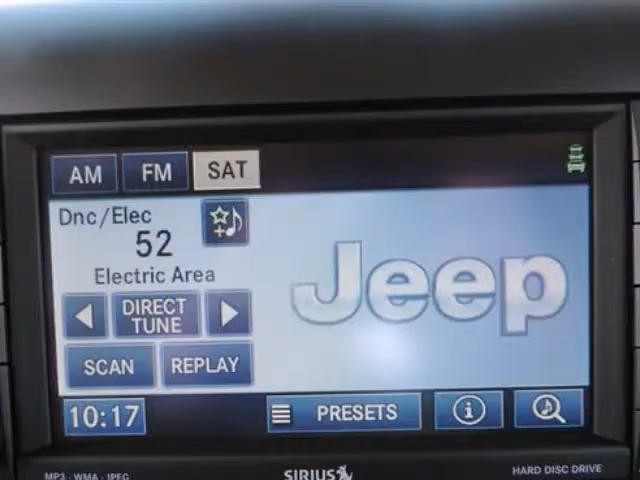 AM FM SAT
Dnc/Elec
52
Electric Area
Jeep
DIRECT
TUNE
SCAN REPLAY
10:17 PRESETS
MP3 · WMA · JPEG SIRIUS HARD DISC DRIVE